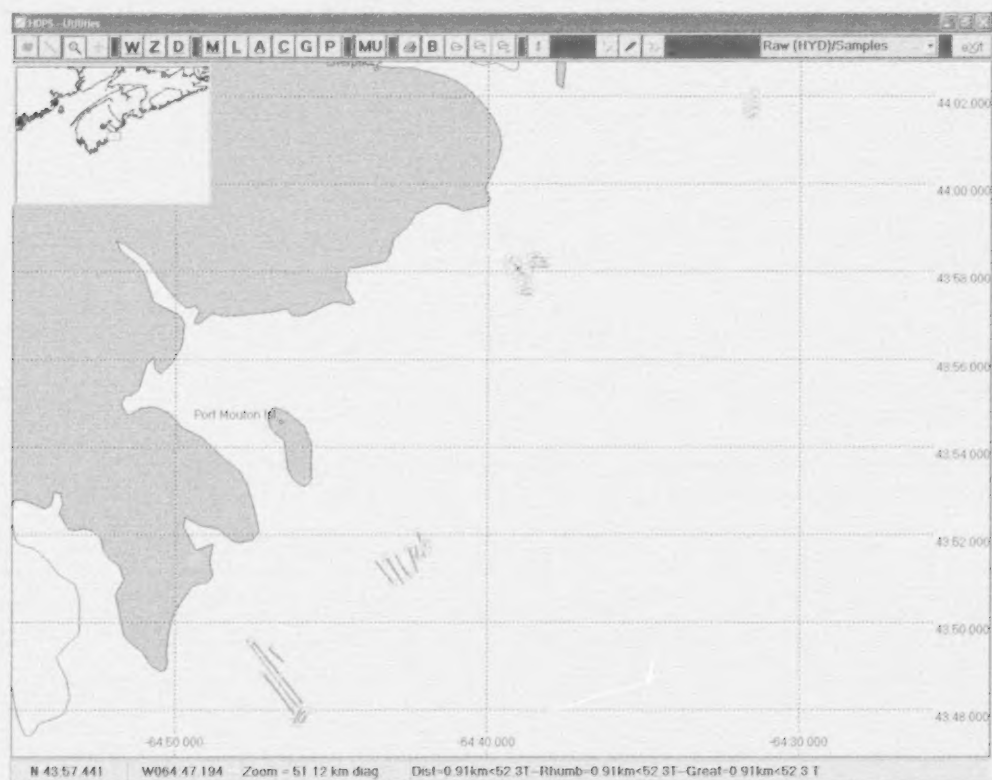 HDPS - Utilities
W Z D M L A C G P MU B Raw (HYD)/Samples
44 02.000
44 00 000
43 58 000
43 56 000
Port Mouton
43 54 000
43 52 000
43 50 000
43 48 000
-64 50 000 -64 40 000 -64 30 000
N 43 57 441 W064 47 194 Zoom = 51 12 km diag Dist=0 91km<52 3T--Rhumb=0 91km<52 3T--Great=0 91km<52 3 T